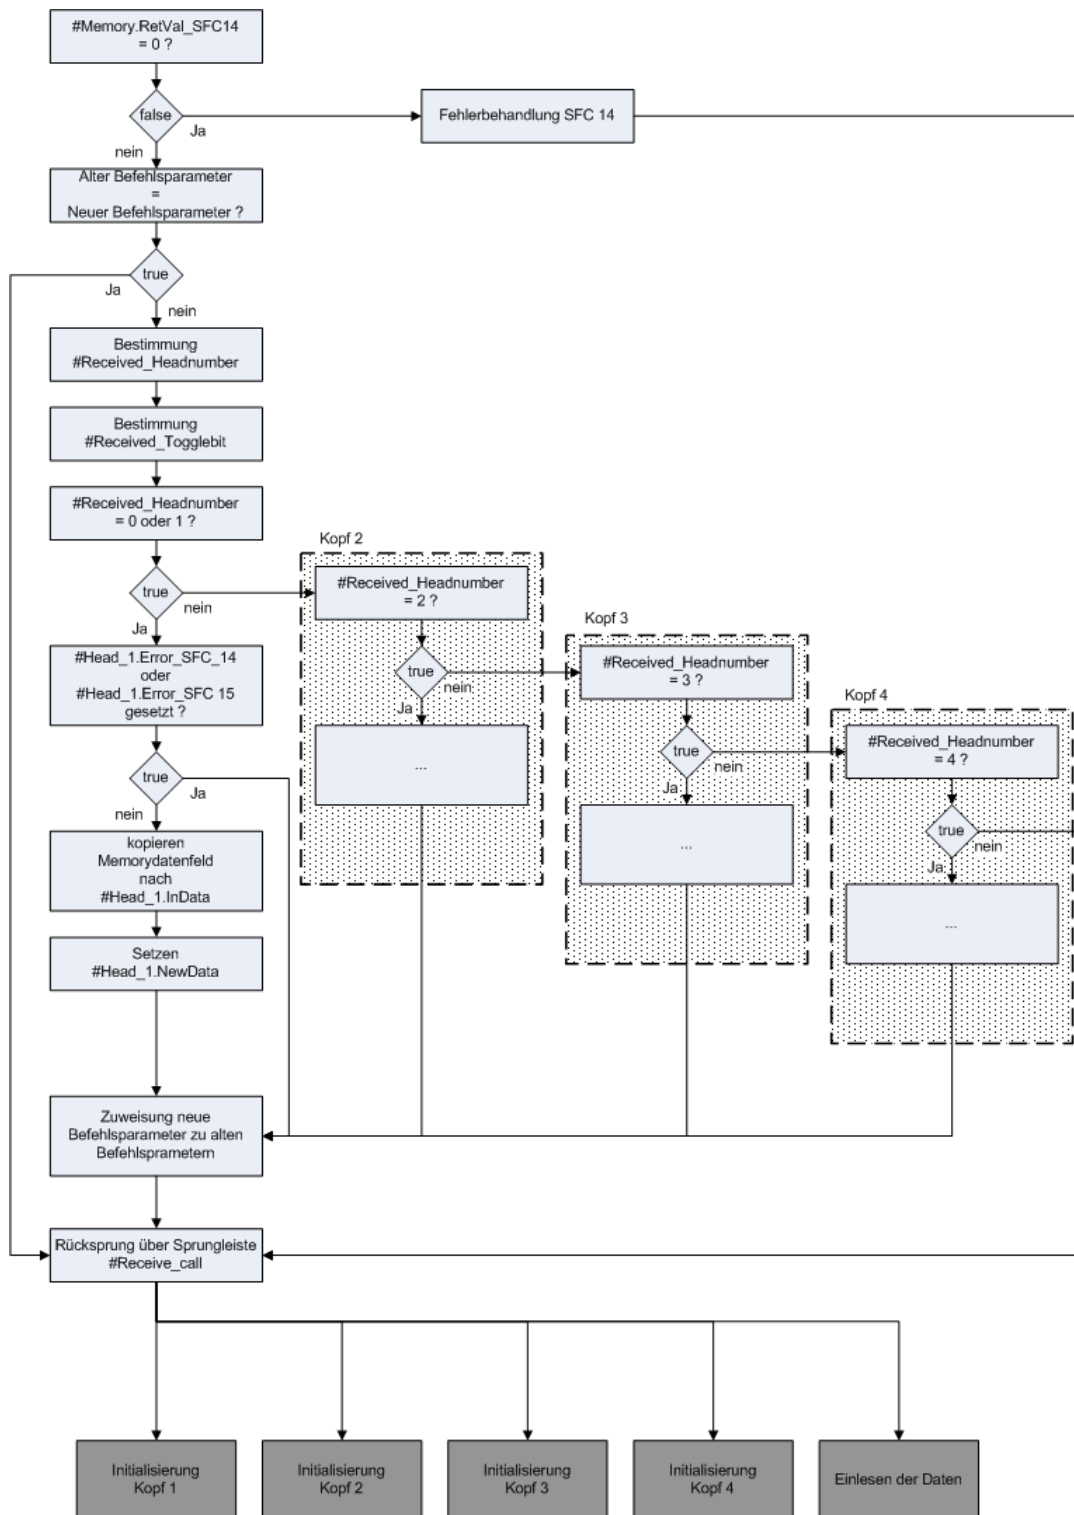 #Memory.RetVal_SFC14
= 0 ?
false
Ja
nein
Fehlerbehandlung SFC 14
Alter Befehlsparameter
=
Neuer Befehlsparameter ?
true
Ja
nein
Bestimmung
#Received_Headnumber
Bestimmung
#Received_Togglebit
#Received_Headnumber
= 0 oder 1 ?
true
nein
Ja
Kopf 2
#Received_Headnumber
= 2 ?
true
nein
Ja
...
Kopf 3
#Received_Headnumber
= 3 ?
true
nein
Ja
...
Kopf 4
#Received_Headnumber
= 4 ?
true
nein
Ja
...
#Head_1.Error_SFC_14
oder
#Head_1.Error_SFC 15
gesetzt ?
true
Ja
nein
kopieren
Memorydatenfeld
nach
#Head_1.InData
Setzen
#Head_1.NewData
Zuweisung neue
Befehlsparameter zu alten
Befehlsprametern
Rücksprung über Sprungleiste
#Receive_call
Initialisierung
Kopf 1
Initialisierung
Kopf 2
Initialisierung
Kopf 3
Initialisierung
Kopf 4
Einlesen der Daten